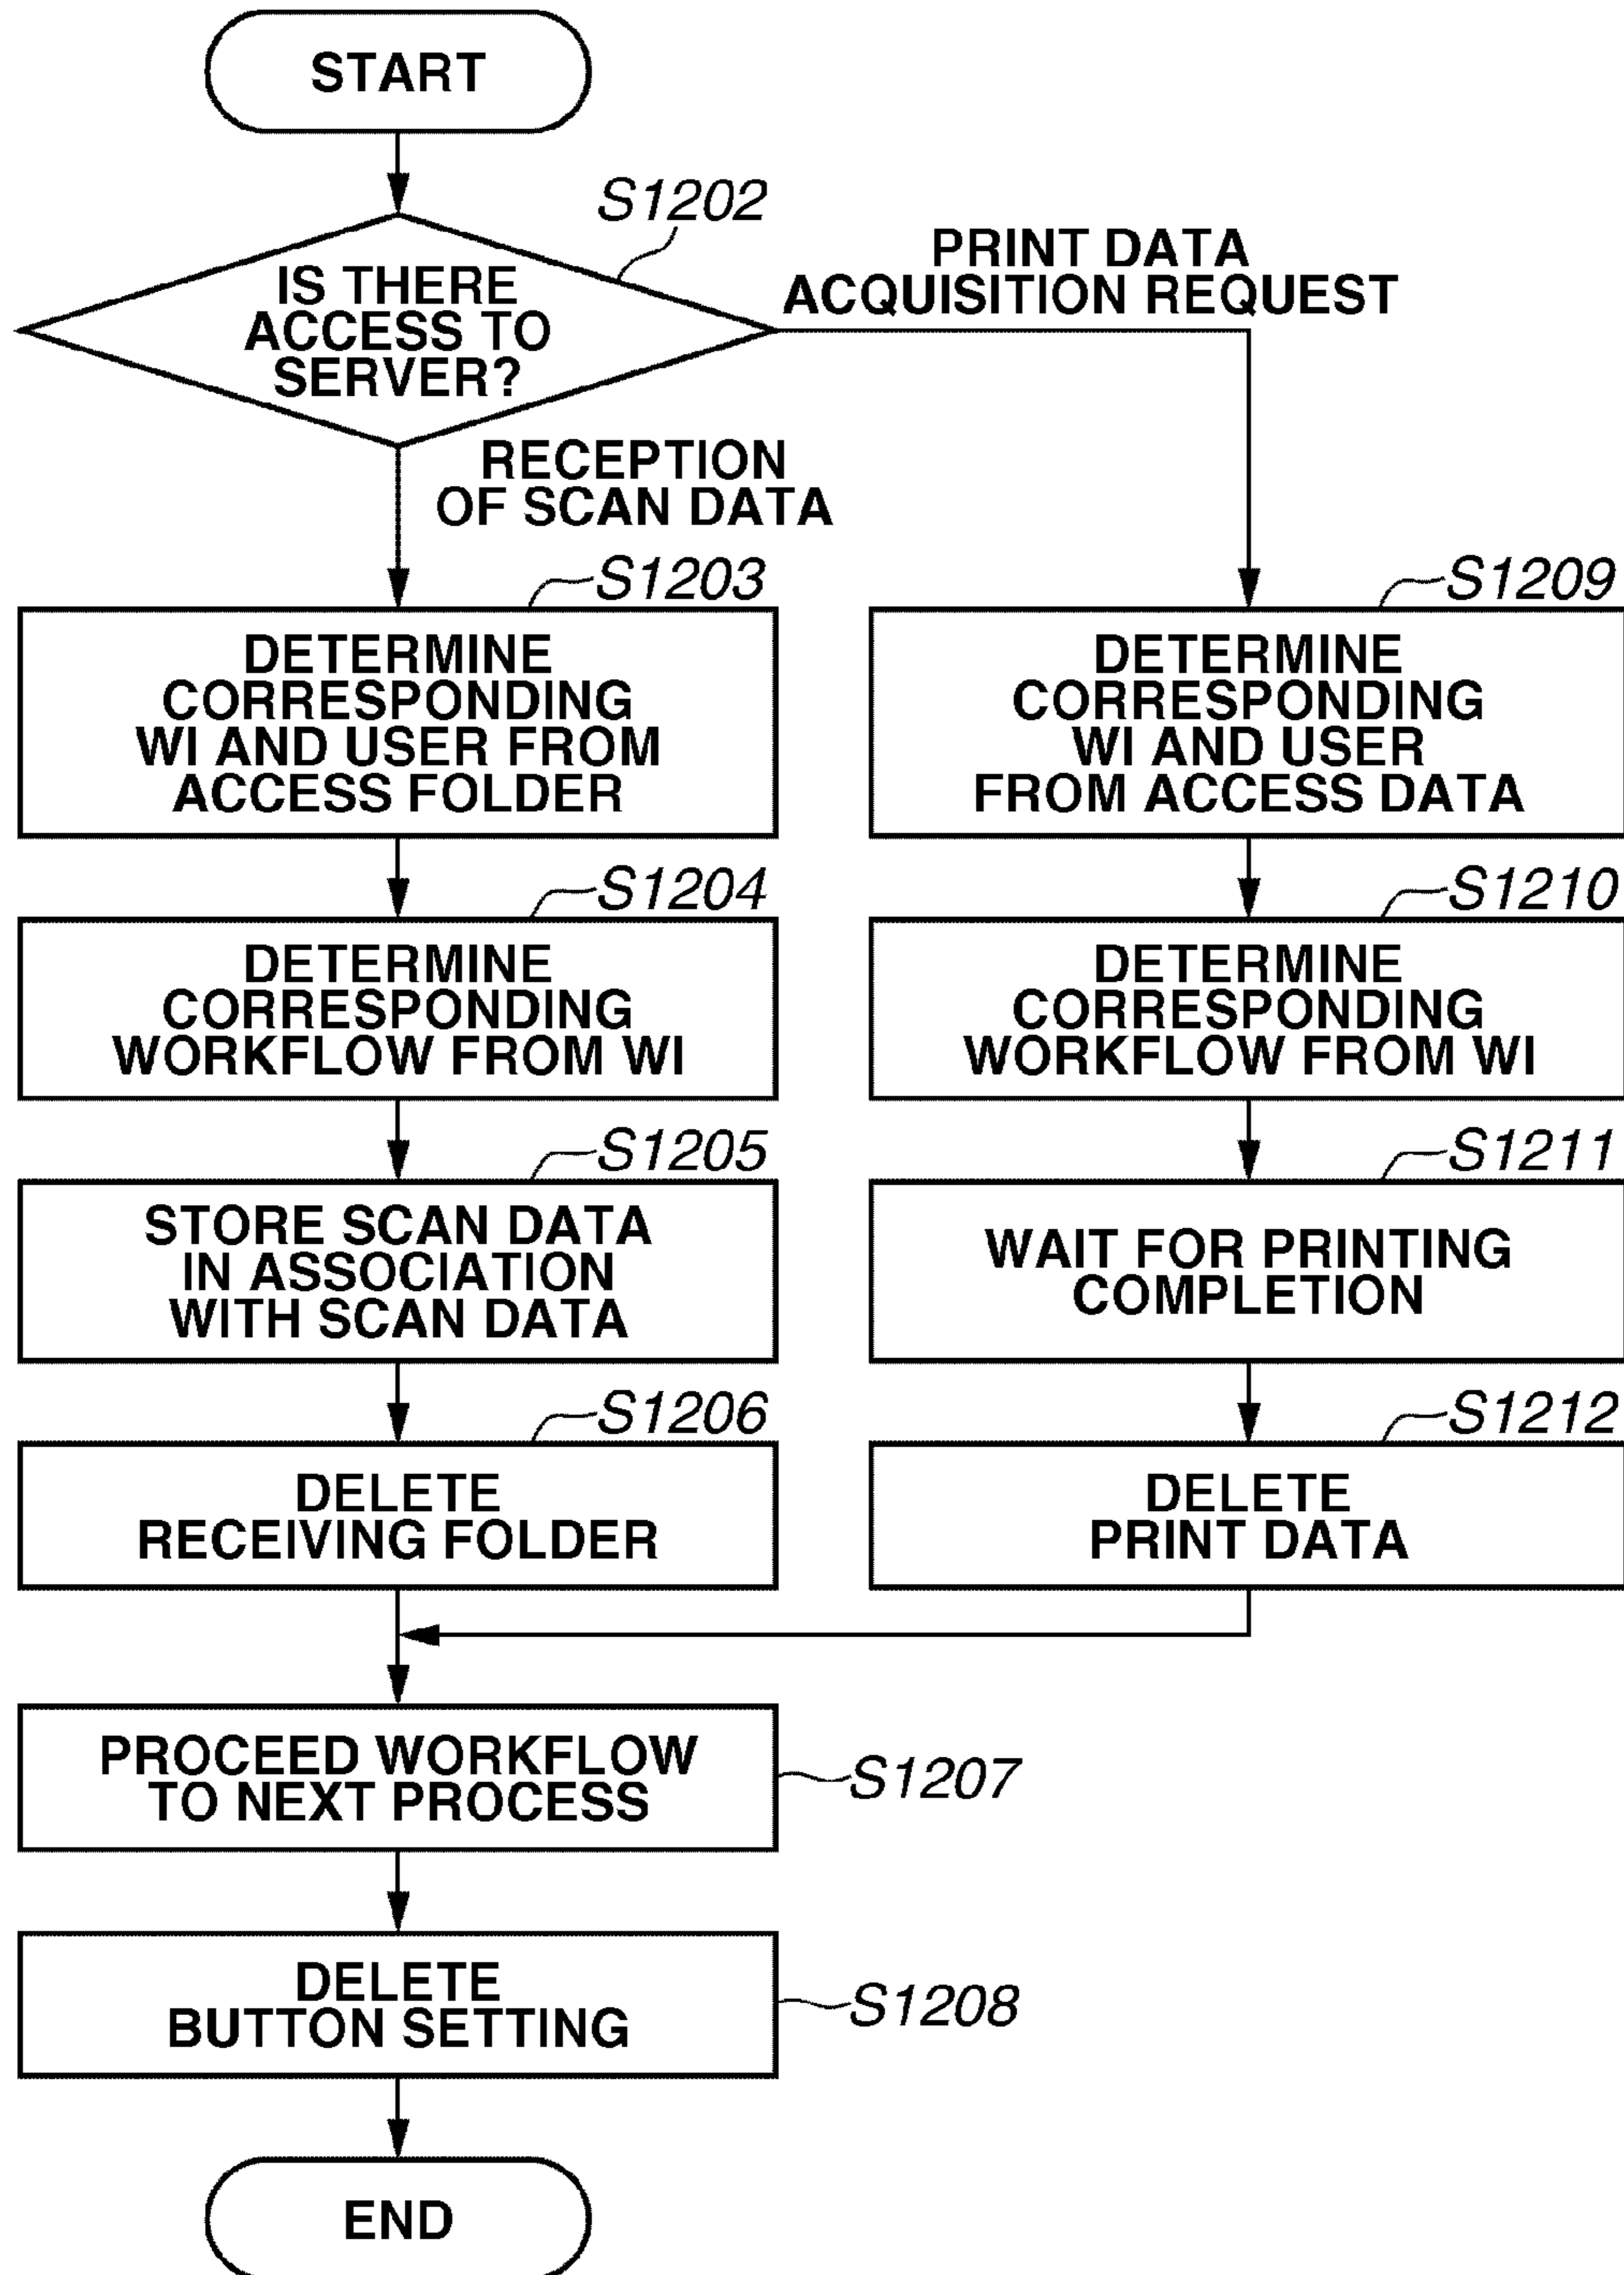 START
S1202
IS THERE
ACCESS TO
SERVER?
PRINT DATA
ACQUISITION REQUEST
RECEPTION
OF SCAN DATA
S1203
DETERMINE
CORRESPONDING
WI AND USER FROM
ACCESS FOLDER
S1204
DETERMINE
CORRESPONDING
WORKFLOW FROM WI
S1205
STORE SCAN DATA
IN ASSOCIATION
WITH SCAN DATA
S1206
DELETE
RECEIVING FOLDER
S1209
DETERMINE
CORRESPONDING
WI AND USER
FROM ACCESS DATA
S1210
DETERMINE
CORRESPONDING
WORKFLOW FROM WI
S1211
WAIT FOR PRINTING
COMPLETION
S1212
DELETE
PRINT DATA
PROCEED WORKFLOW
TO NEXT PROCESS
S1207
DELETE
BUTTON SETTING
S1208
END